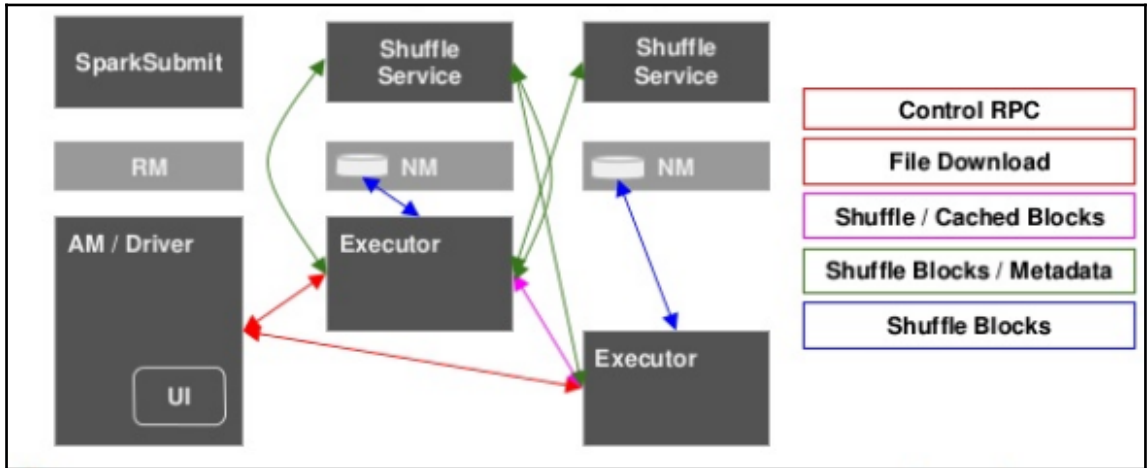 SparkSubmit
Shuffle
Service
Shuffle
Service
RM
NM
NM
AM / Driver
UI
Executor
Executor
Control RPC
File Download
Shuffle / Cached Blocks
Shuffle Blocks / Metadata
Shuffle Blocks